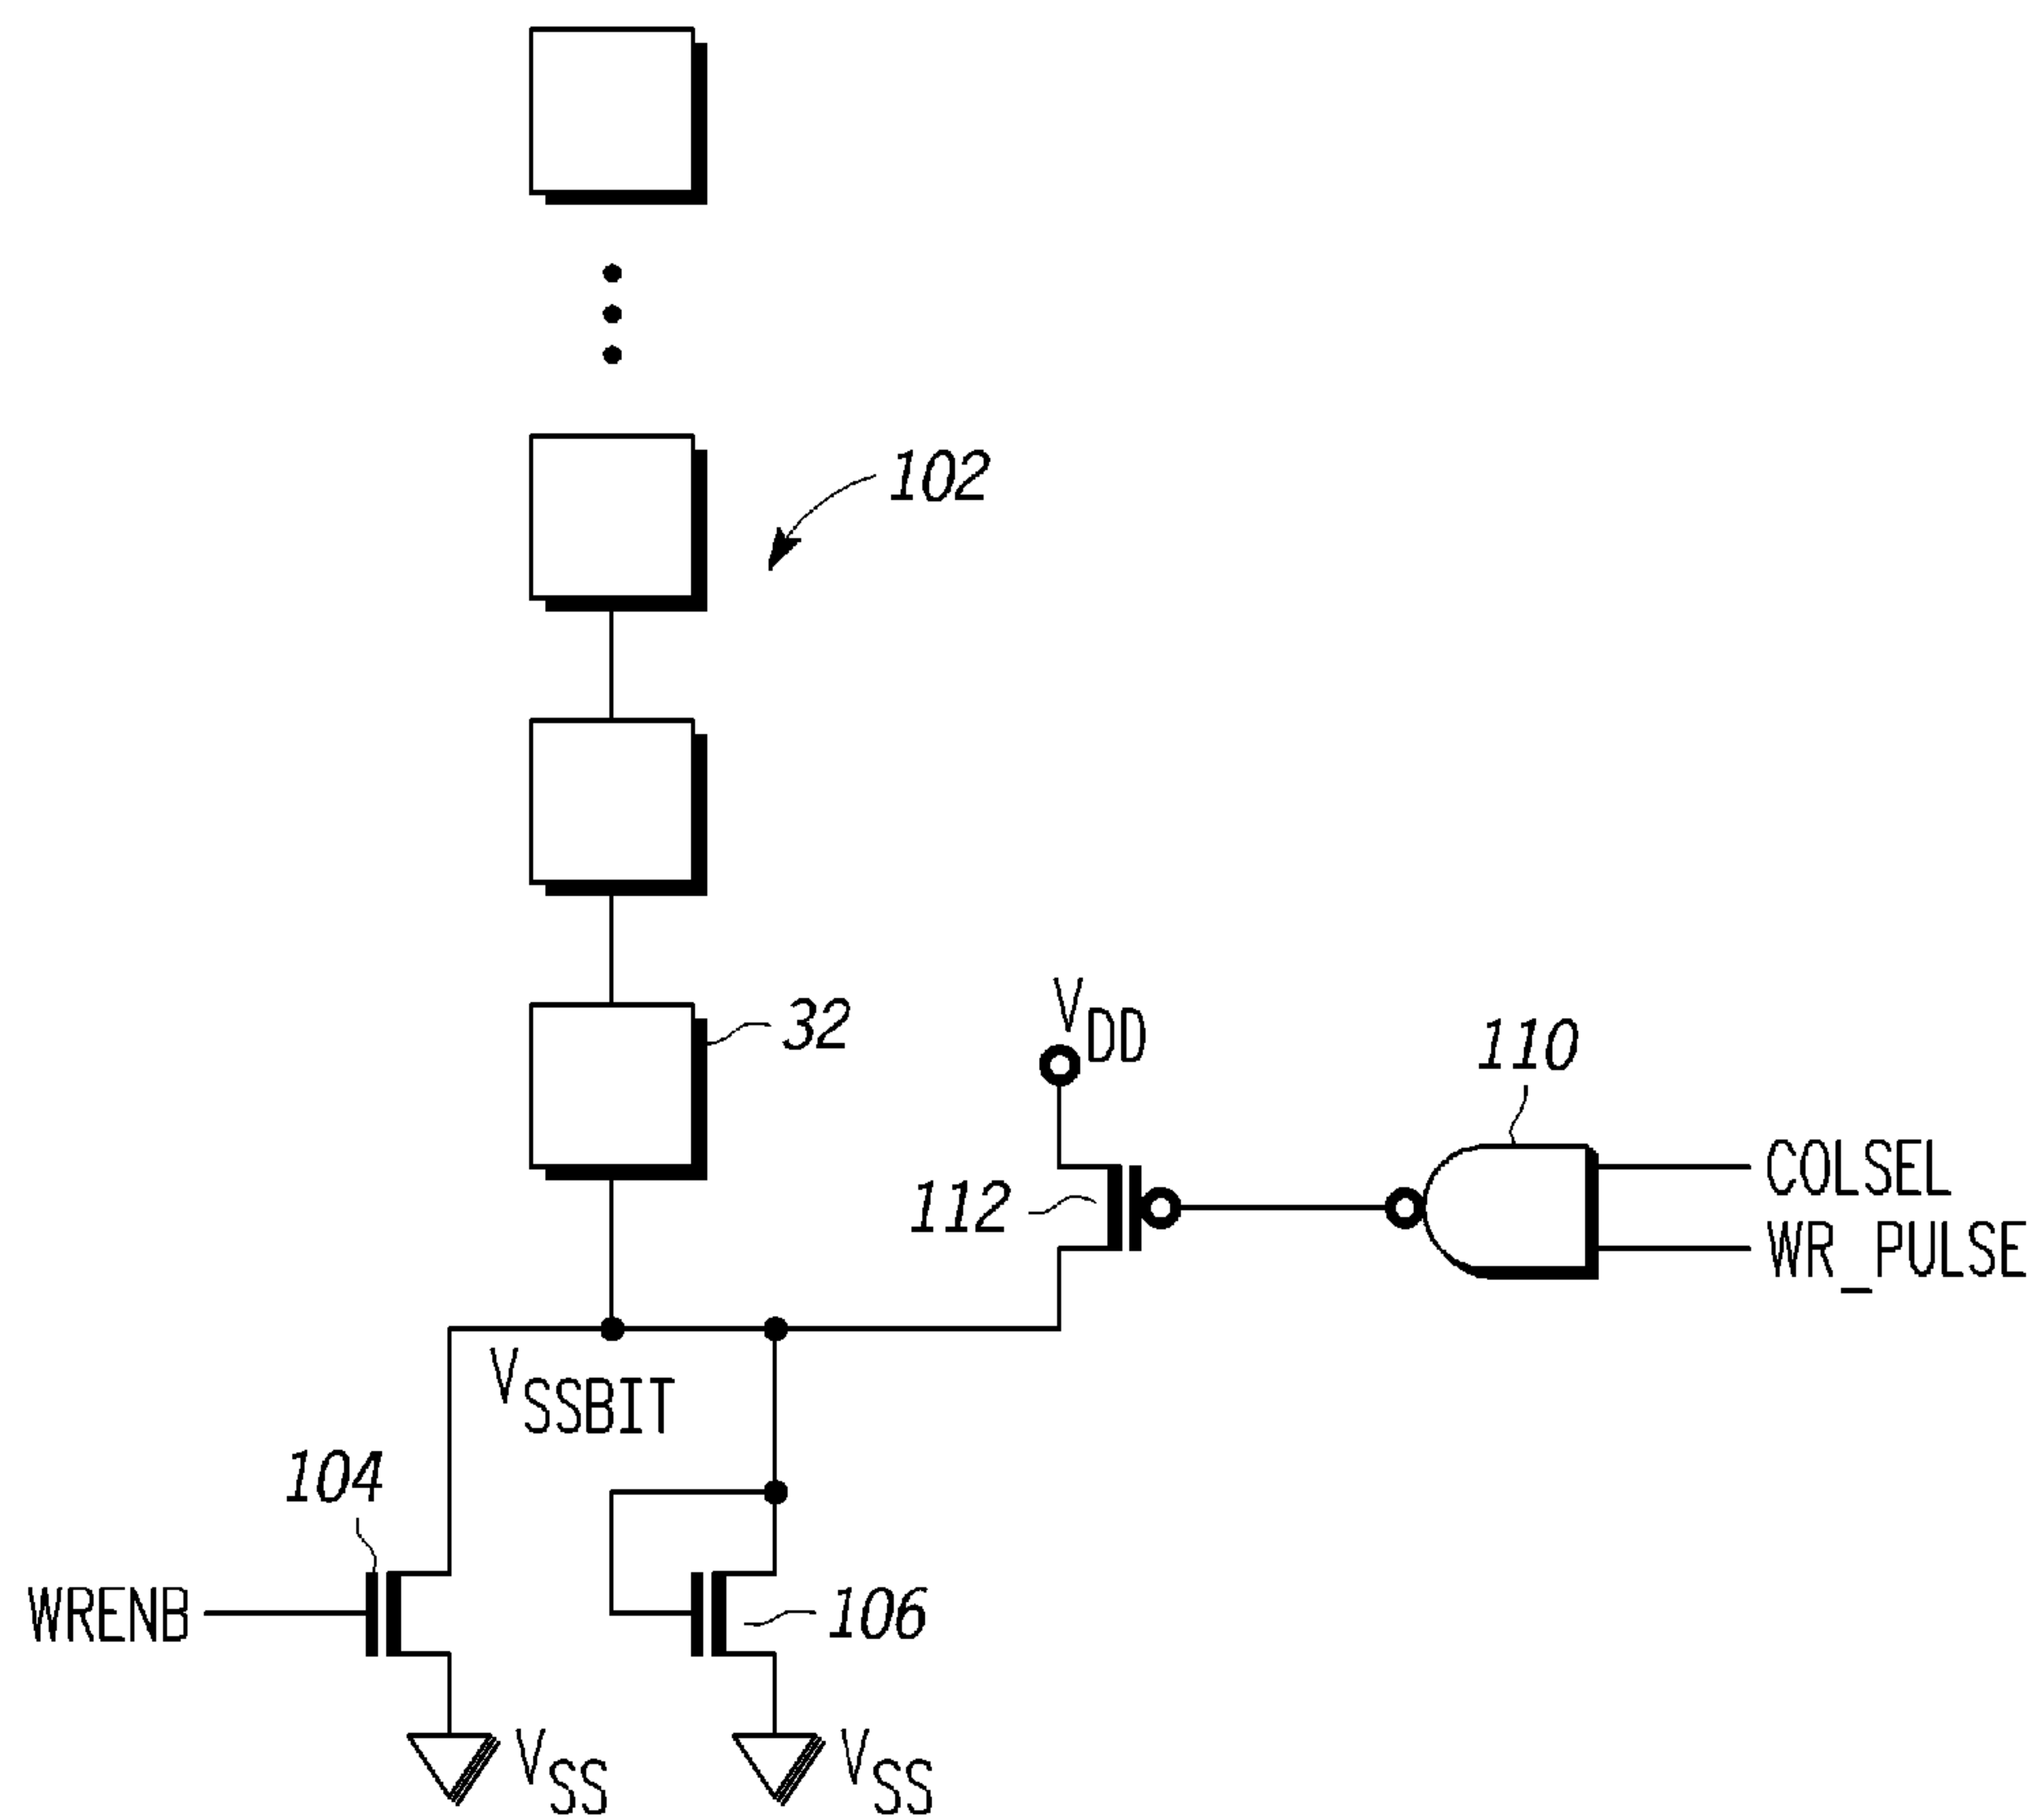 102
32
VDD
110
COLSEL
112
WR_PULSE
VSSBIT
104
WRENB
106
VSS
VSS